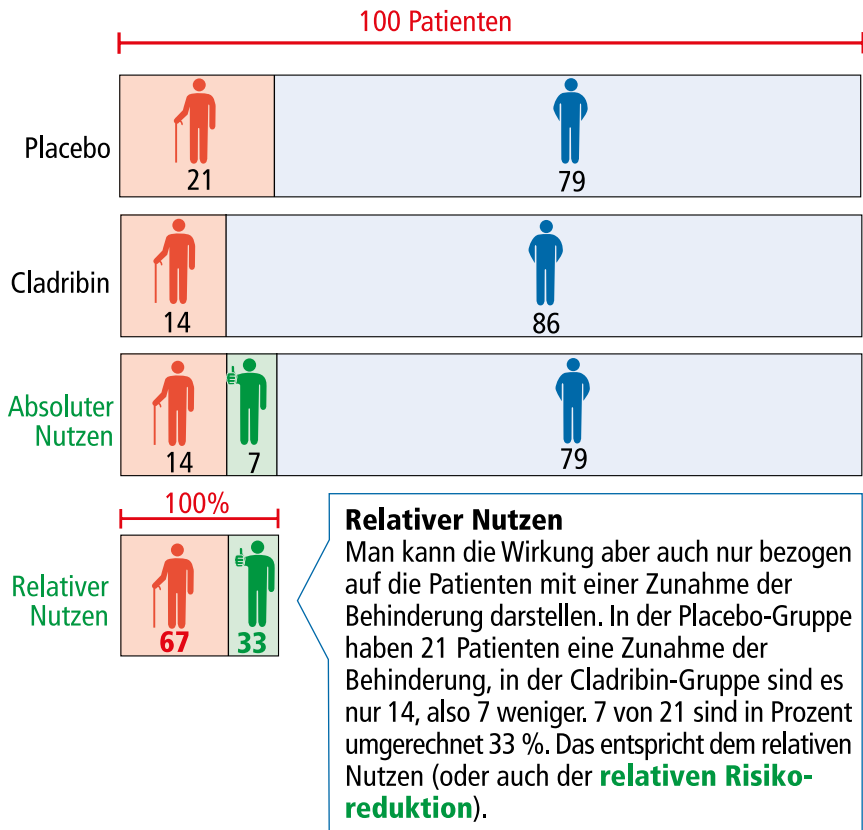 100 Patienten
Placebo
21
79
Cladribin
14
86
Absoluter
Nutzen
14
7
79
100%
Relativer
Nutzen
67
33
Relativer Nutzen
Man kann die Wirkung aber auch nur bezogen
auf die Patienten mit einer Zunahme der
Behinderung darstellen. In der Placebo-Gruppe
haben 21 Patienten eine Zunahme der
Behinderung, in der Cladribin-Gruppe sind es
nur 14, also 7 weniger. 7 von 21 sind in Prozent
umgerechnet 33 %. Das entspricht dem relativen
Nutzen (oder auch der relativen Risiko-
reduktion).